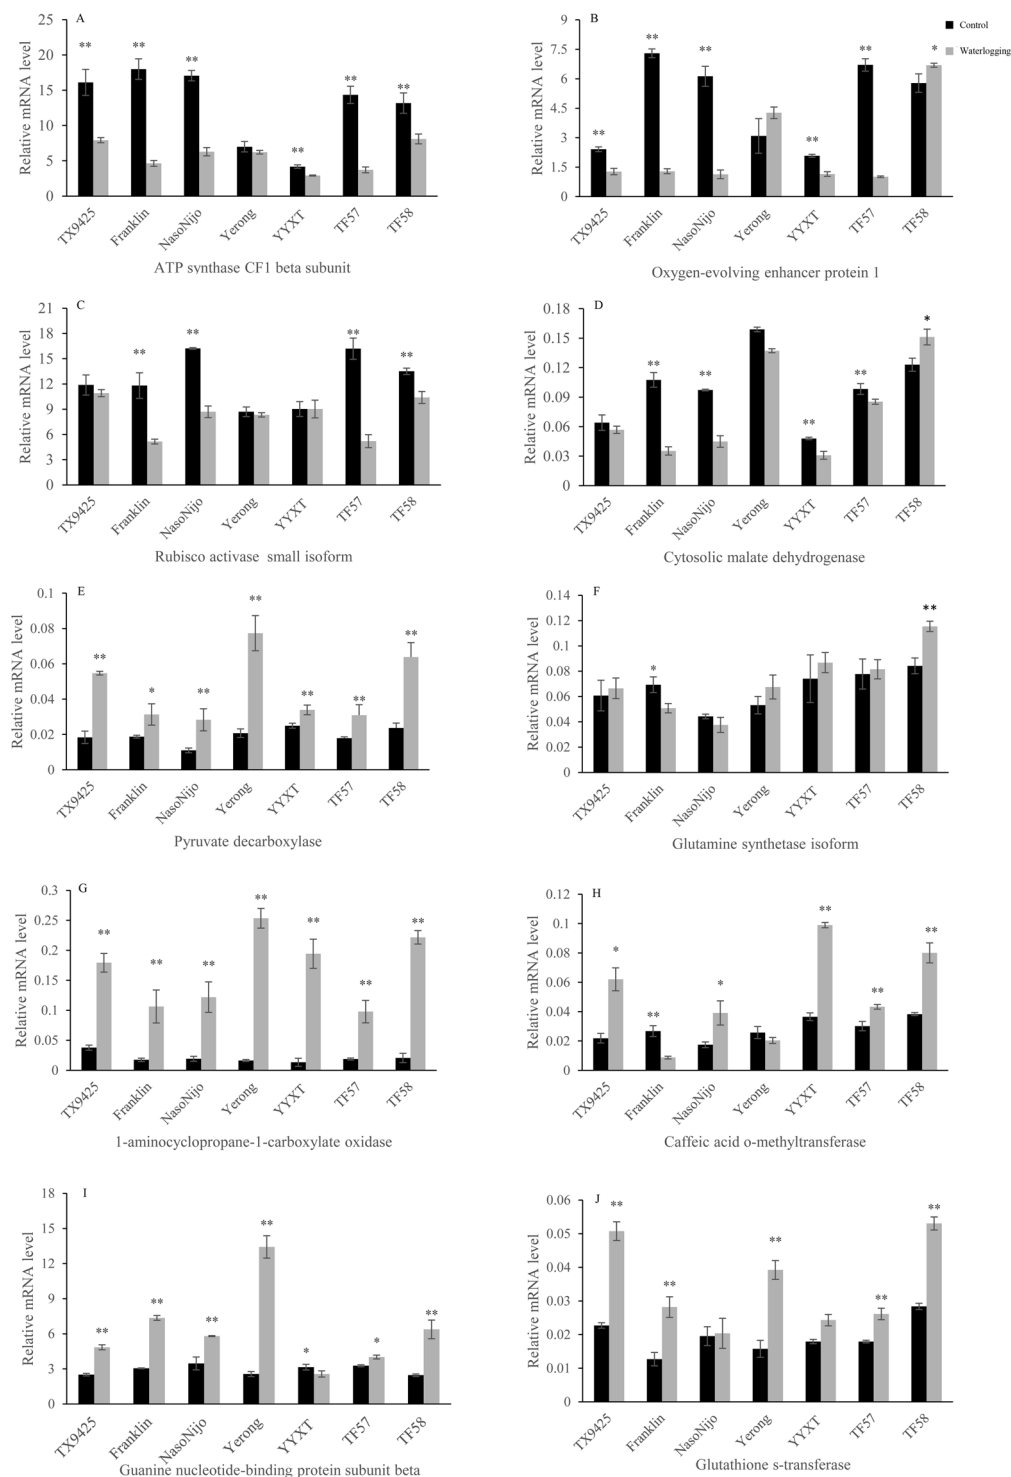 A
25
20
15
10
5
0
Relative mRNA level
** ** ** ** ** **
TX9425 Franklin NasoNijo Yerong YYXT TF57 TF58
ATP synthase CF1 beta subunit
B
9
7.5
6
4.5
3
1.5
0
Relative mRNA level
** ** ** ** ** *
Control
Waterlogging
TX9425 Franklin NasoNijo Yerong YYXT TF57 TF58
Oxygen-evolving enhancer protein 1
C
21
18
15
12
9
6
3
0
Relative mRNA level
** ** ** **
TX9425 Franklin NasoNijo Yerong YYXT TF57 TF58
Rubisco activase small isoform
D
0.18
0.15
0.12
0.09
0.06
0.03
0
Relative mRNA level
** ** ** ** *
TX9425 Franklin NasoNijo Yerong YYXT TF57 TF58
Cytosolic malate dehydrogenase
E
0.1
0.08
0.06
0.04
0.02
0
Relative mRNA level
** * ** ** ** ** **
TX9425 Franklin NasoNijo Yerong YYXT TF57 TF58
Pyruvate decarboxylase
F
0.14
0.12
0.1
0.08
0.06
0.04
0.02
0
Relative mRNA level
* **
TX9425 Franklin NasoNijo Yerong YYXT TF57 TF58
Glutamine synthetase isoform
G
0.3
0.25
0.2
0.15
0.1
0.05
0
Relative mRNA level
** ** ** ** ** ** **
TX9425 Franklin NasoNijo Yerong YYXT TF57 TF58
1-aminocyclopropane-1-carboxylate oxidase
H
0.12
0.1
0.08
0.06
0.04
0.02
0
Relative mRNA level
* ** * ** ** **
TX9425 Franklin NasoNijo Yerong YYXT TF57 TF58
Caffeic acid o-methyltransferase
I
18
15
12
9
6
3
0
Relative mRNA level
** ** ** ** * * **
TX9425 Franklin NasoNijo Yerong YYXT TF57 TF58
Guanine nucleotide-binding protein subunit beta
J
0.06
0.05
0.04
0.03
0.02
0.01
0
Relative mRNA level
** ** ** ** **
TX9425 Franklin NasoNijo Yerong YYXT TF57 TF58
Glutathione s-transferase